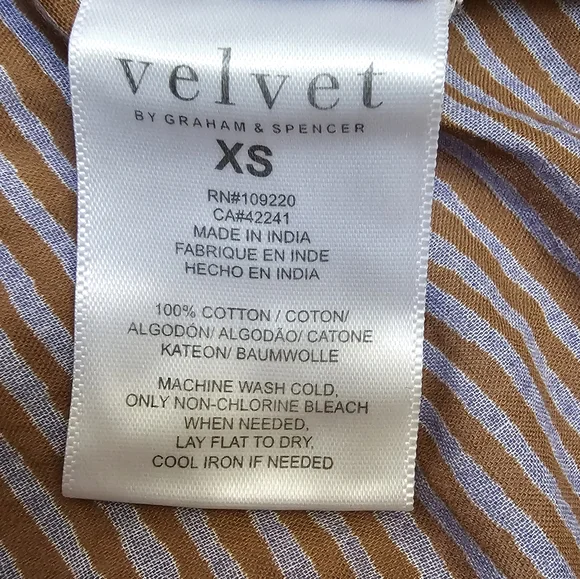 velvet
BY GRAHAM & SPENCER
XS
RN#109220
CA#42241
MADE IN INDIA
FABRIQUE EN INDE
HECHO EN INDIA
100% COTTON / COTON/
ALGODÓN/ ALGODÃO/ CATONE
KATEON/ BAUMWOLLE
MACHINE WASH COLD,
ONLY NON-CHLORINE BLEACH
WHEN NEEDED,
LAY FLAT TO DRY,
COOL IRON IF NEEDED